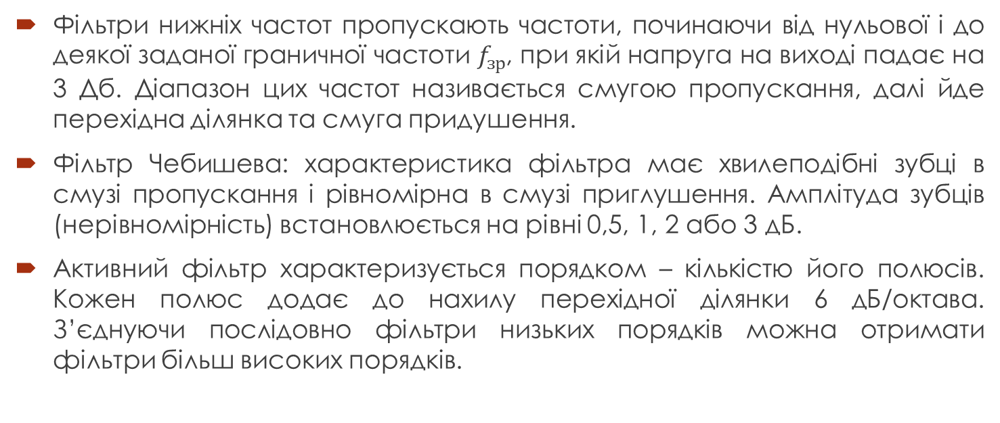 Фільтри нижніх частот пропускають частоти, починаючи від нульової і до
деякої заданої граничної частоти fзр, при якій напруга на виході падає на
3 Дб. Діапазон цих частот називається смугою пропускання, далі йде
перехідна ділянка та смуга придушення.
Фільтр Чебишева: характеристика фільтра має хвилеподібні зубці в
смузі пропускання і рівномірна в смузі приглушення. Амплітуда зубців
(нерівномірність) встановлюється на рівні 0,5, 1, 2 або 3 дБ.
Активний фільтр характеризується порядком – кількістю його полюсів.
Кожен полюс додає до нахилу перехідної ділянки 6 дБ/октава.
З’єднуючи послідовно фільтри низьких порядків можна отримати
фільтри більш високих порядків.